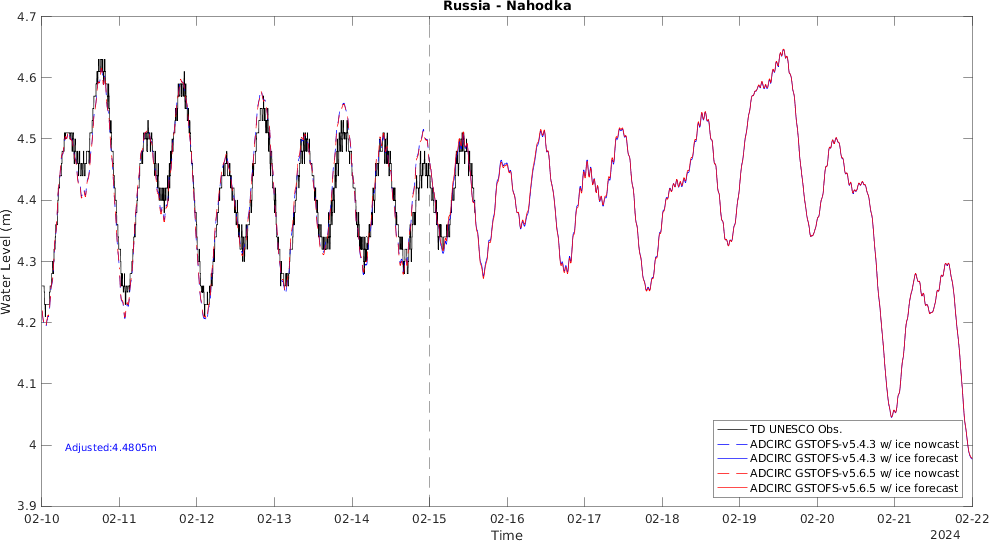 Russia - Nahodka
4.7
4.6
4.5
4.4
4.3
4.2
4.1
4
3.9
Water Level (m)
Adjusted:4.4805m
TD UNESCO Obs.
ADCIRC GSTOFS-v5.4.3 w/ ice nowcast
ADCIRC GSTOFS-v5.4.3 w/ ice forecast
ADCIRC GSTOFS-v5.6.5 w/ ice nowcast
ADCIRC GSTOFS-v5.6.5 w/ ice forecast
02-10 02-11 02-12 02-13 02-14 02-15 02-16 02-17 02-18 02-19 02-20 02-21 02-22
Time
2024